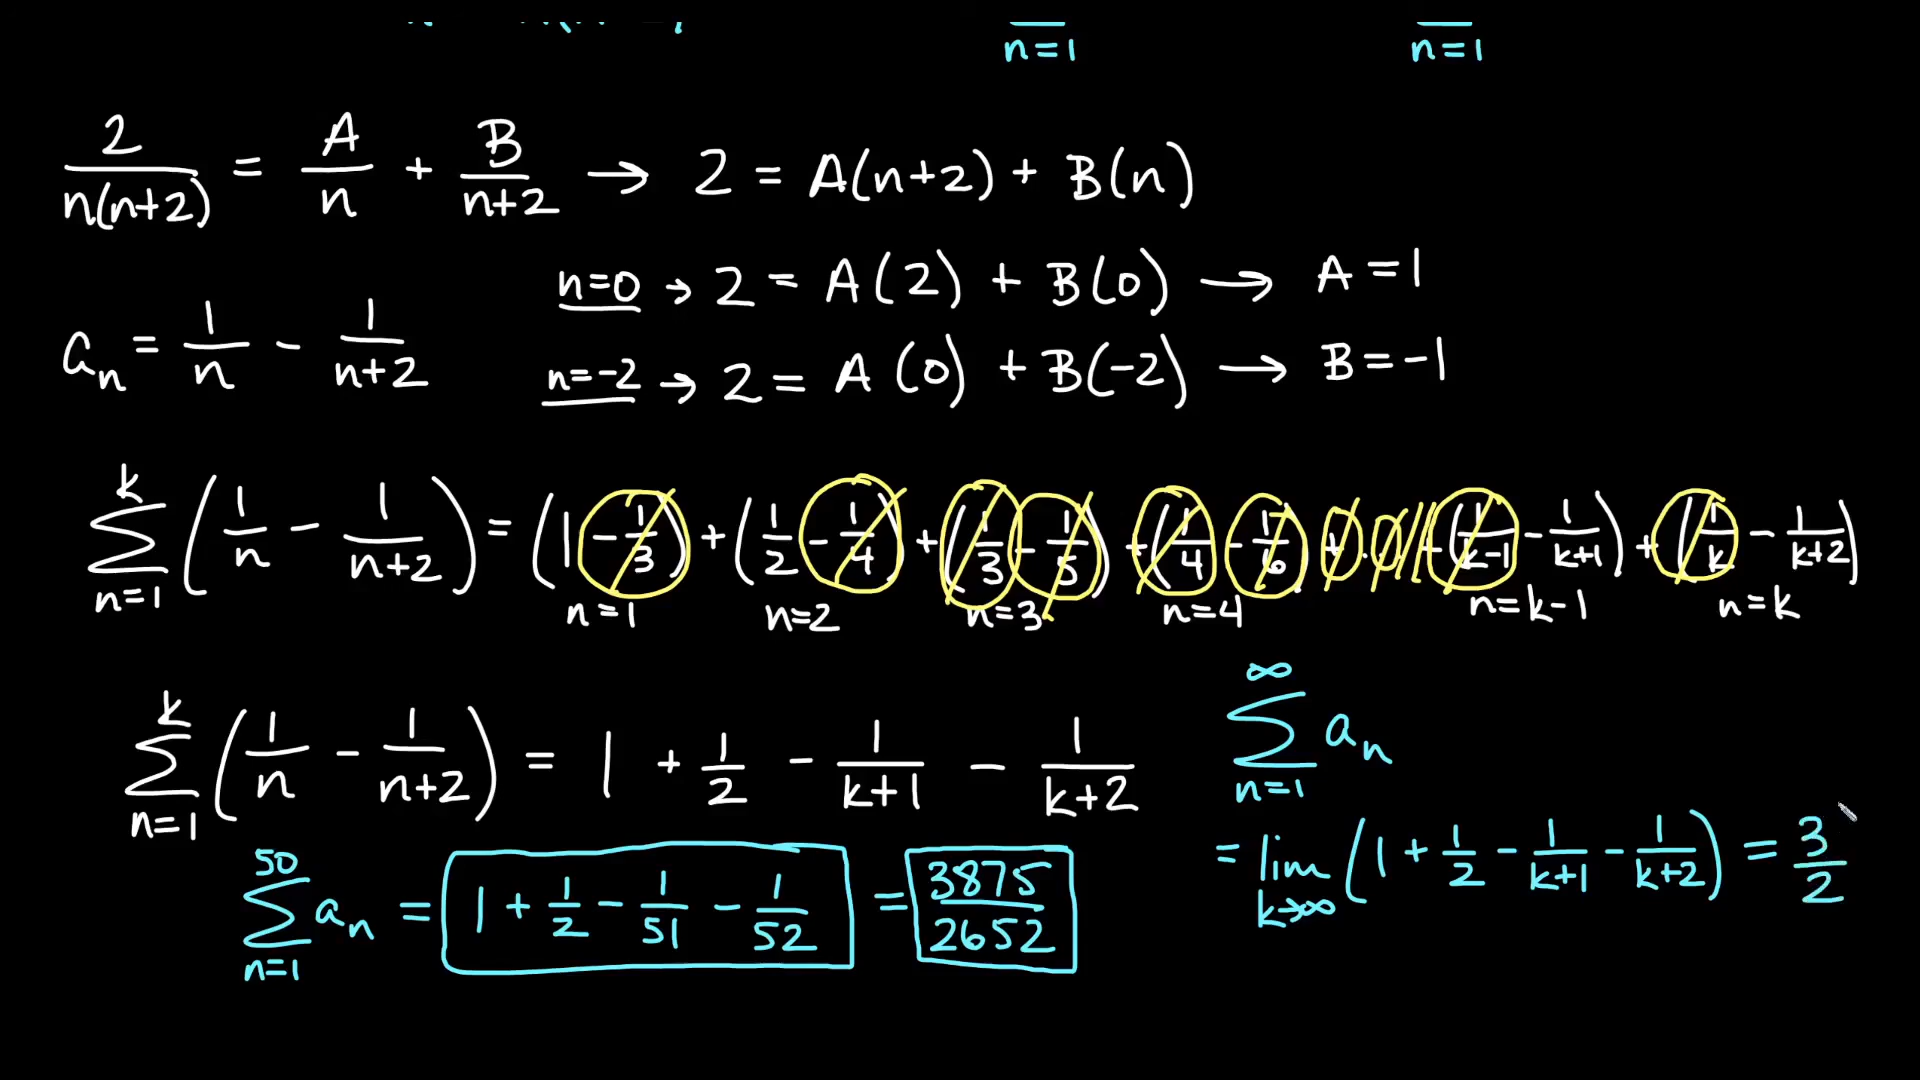 n=1 n=1
2/(n(n+2)) = A/n + B/(n+2) → 2 = A(n+2) + B(n)
n=0 → 2 = A(2) + B(0) → A = 1
a_n = 1/n - 1/(n+2)
n=-2 → 2 = A(0) + B(-2) → B = -1
∑_{n=1}^{k} (1/n - 1/(n+2)) = (1 - 1/3) + (1/2 - 1/4) + (1/3 - 1/5) + (1/4 - 1/6) + ... + (1/(k-1) - 1/(k+1)) + (1/k - 1/(k+2))
n=1 n=2 n=3 n=4 n=k-1 n=k
∑_{n=1}^{k} (1/n - 1/(n+2)) = 1 + 1/2 - 1/(k+1) - 1/(k+2)
∑_{n=1}^{∞} a_n
= lim_{k→∞} (1 + 1/2 - 1/(k+1) - 1/(k+2)) = 3/2
∑_{n=1}^{50} a_n = 1 + 1/2 - 1/51 - 1/52 = 3875/2652